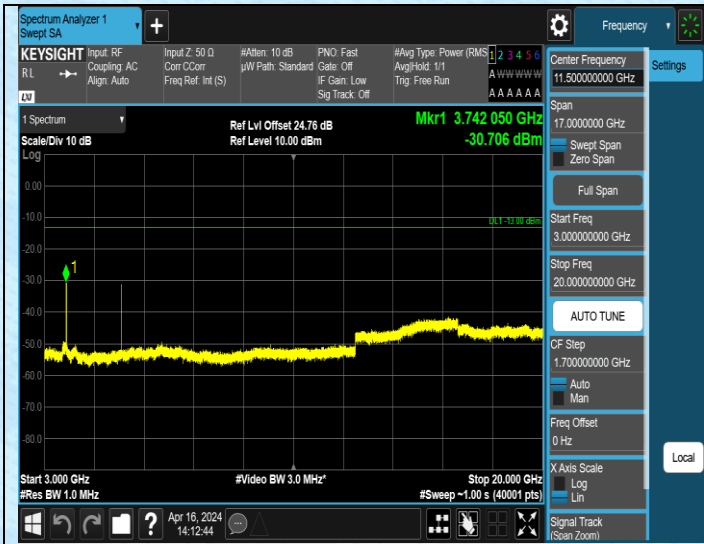 Spectrum Analyzer 1
Swept SA
+
Frequency
KEYSIGHT
RL
LXI
Input: RF
Coupling: AC
Align: Auto
Input Z: 50 Ω
Corr CCorr
Freq Ref: Int (S)
#Atten: 10 dB
µW Path: Standard
PNO: Fast
Gate: Off
IF Gain: Low
Sig Track: Off
#Avg Type: Power (RMS
Avg|Hold: 1/1
Trig: Free Run
1 2 3 4 5 6
A W W W W W
A A A A A A
Center Frequency
11.500000000 GHz
Settings
Span
17.0000000 GHz
Swept Span
Zero Span
Full Span
Start Freq
3.000000000 GHz
Stop Freq
20.000000000 GHz
AUTO TUNE
CF Step
1.700000000 GHz
Auto
Man
Freq Offset
0 Hz
X Axis Scale
Log
Lin
Signal Track
(Span Zoom)
Local
1 Spectrum
Scale/Div 10 dB
Log
Ref Lvl Offset 24.76 dB
Ref Level 10.00 dBm
Mkr1 3.742 050 GHz
-30.706 dBm
0.00
-10.0
DL1 -13.00 dBm
-20.0
1
-30.0
-40.0
-50.0
-60.0
-70.0
-80.0
Start 3.000 GHz
#Res BW 1.0 MHz
#Video BW 3.0 MHz*
Stop 20.000 GHz
#Sweep ~1.00 s (40001 pts)
?
Apr 16, 2024
14:12:44